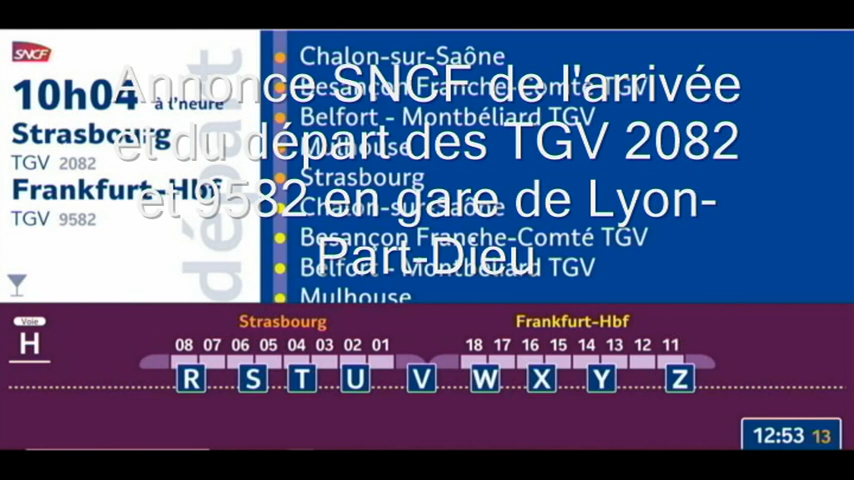 SNCF
10h04 à l'heure
Strasbourg
TGV 2082
Frankfurt-Hbf
TGV 9582
départ
Chalon-sur-Saône
Besançon Franche-Comté TGV
Belfort - Montbéliard TGV
Mulhouse
Strasbourg
Chalon-sur-Saône
Besançon Franche-Comté TGV
Belfort - Montbéliard TGV
Mulhouse
Annonce SNCF de l'arrivée
et du départ des TGV 2082
et 9582 en gare de Lyon-
Part-Dieu
Voie
H
Strasbourg Frankfurt-Hbf
08 07 06 05 04 03 02 01 18 17 16 15 14 13 12 11
R S T U V W X Y Z
12:53 13